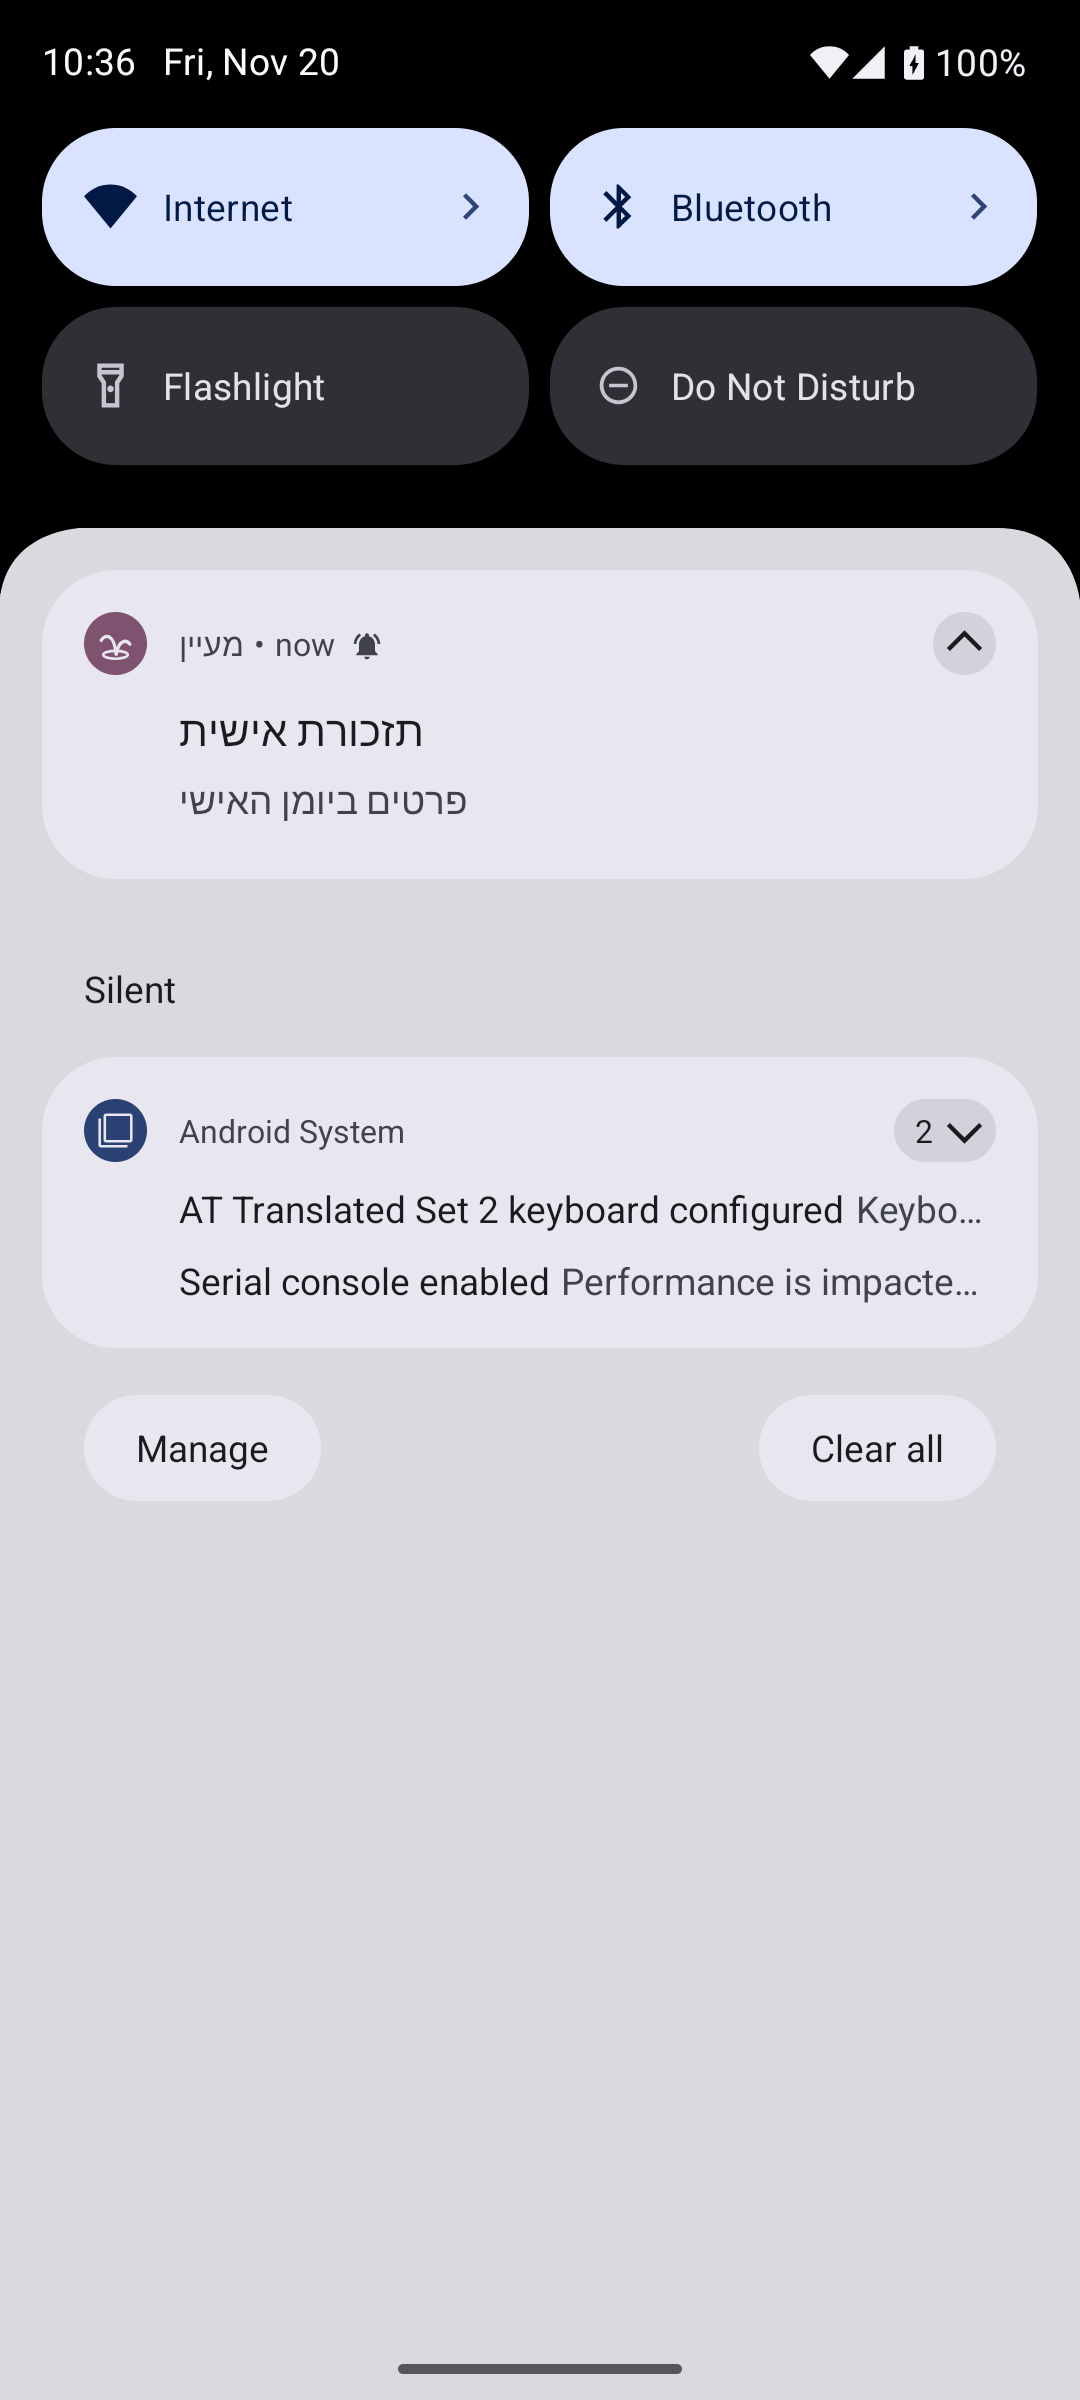 10:36 Fri, Nov 20 100%
Internet
Bluetooth
Flashlight
Do Not Disturb
מעיין • now
תזכורת אישית
פרטים ביומן האישי
Silent
Android System 2
AT Translated Set 2 keyboard configured Keybo…
Serial console enabled Performance is impacte…
Manage
Clear all